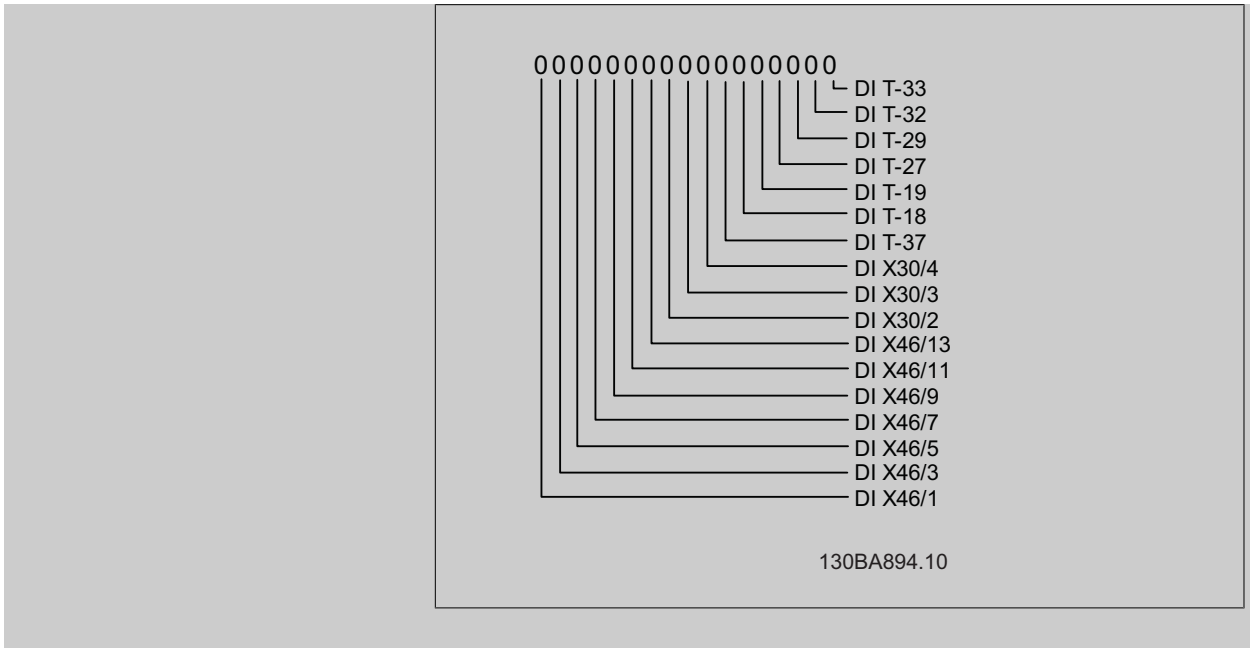 00000000000000000
DI T-33
DI T-32
DI T-29
DI T-27
DI T-19
DI T-18
DI T-37
DI X30/4
DI X30/3
DI X30/2
DI X46/13
DI X46/11
DI X46/9
DI X46/7
DI X46/5
DI X46/3
DI X46/1
130BA894.10